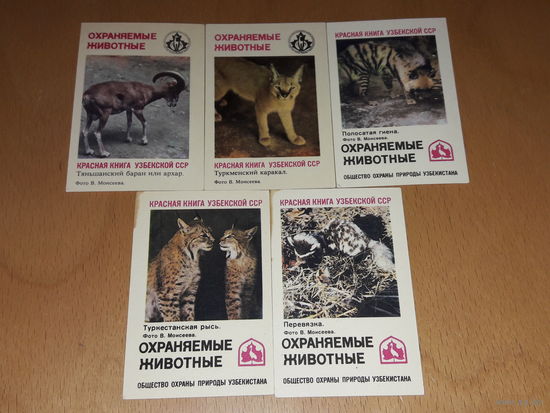 ОХРАНЯЕМЫЕ
ЖИВОТНЫЕ
КРАСНАЯ КНИГА УЗБЕКСКОЙ ССР
Тяньшанский баран или архар.
Фото В. Моисеева.
ОХРАНЯЕМЫЕ
ЖИВОТНЫЕ
КРАСНАЯ КНИГА УЗБЕКСКОЙ ССР
Туркменский каракал.
Фото В. Моисеева.
КРАСНАЯ КНИГА УЗБЕКСКОЙ ССР
Полосатая гиена.
Фото В. Моисеева.
ОХРАНЯЕМЫЕ
ЖИВОТНЫЕ
ОБЩЕСТВО ОХРАНЫ ПРИРОДЫ УЗБЕКИСТАНА
КРАСНАЯ КНИГА УЗБЕКСКОЙ ССР
Туркестанская рысь.
Фото В. Моисеева.
ОХРАНЯЕМЫЕ
ЖИВОТНЫЕ
ОБЩЕСТВО ОХРАНЫ ПРИРОДЫ УЗБЕКИСТАНА
КРАСНАЯ КНИГА УЗБЕКСКОЙ ССР
Перевязка.
Фото В. Моисеева.
ОХРАНЯЕМЫЕ
ЖИВОТНЫЕ
ОБЩЕСТВО ОХРАНЫ ПРИРОДЫ УЗБЕКИСТАНА